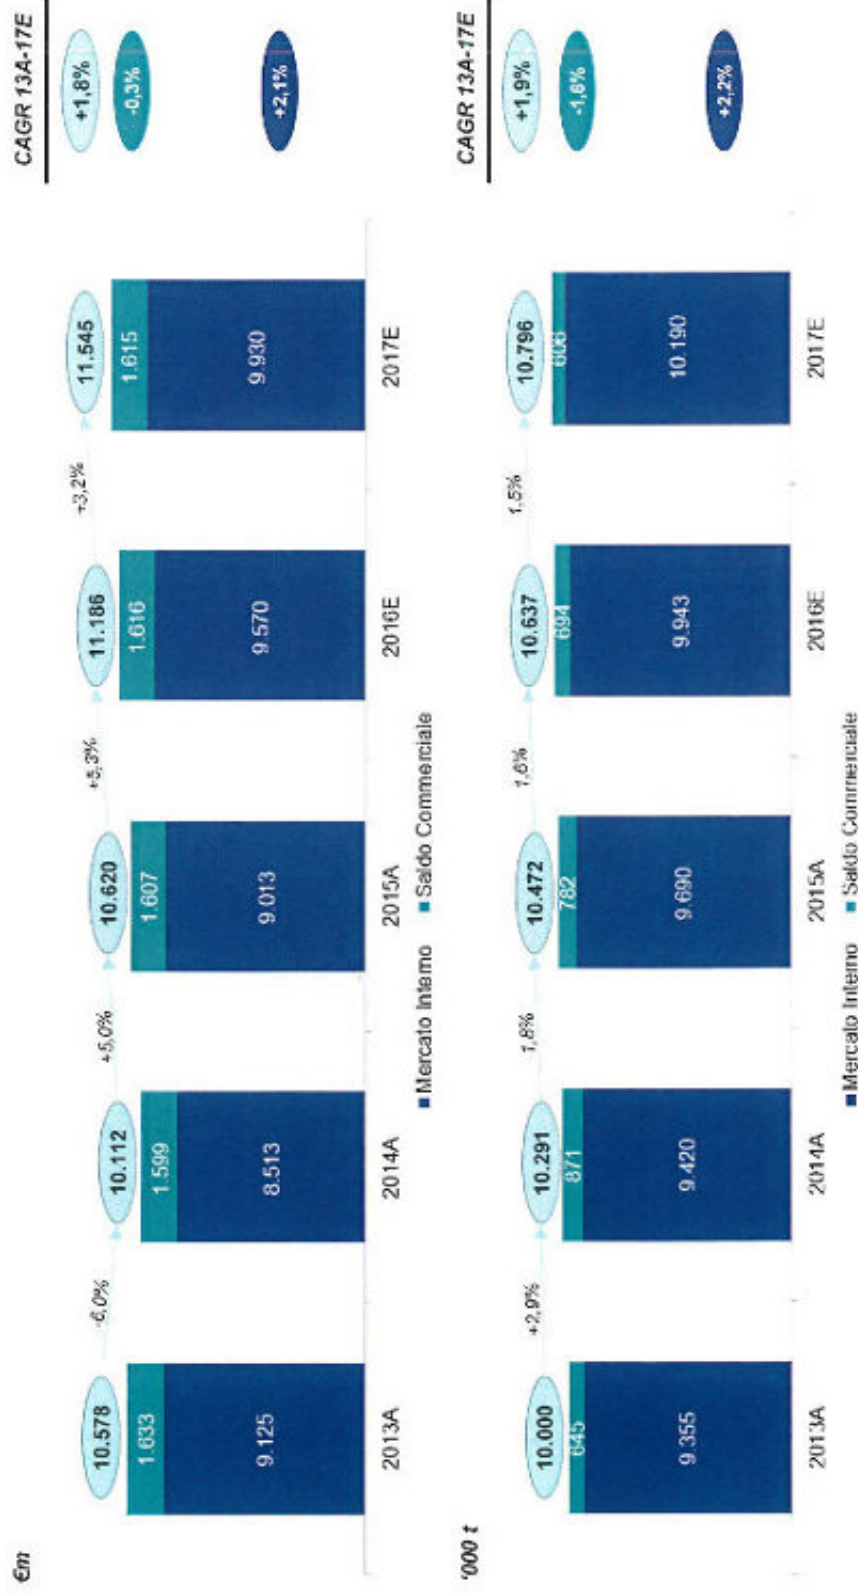 €m
CAGR 13A-17E
10.578
-6,0%
10.112
+5,0%
10.620
+5,3%
11.186
+3,2%
11.545
+1,8%
1.633
1.599
1.607
1.616
1.615
-0,3%
9.125
8.513
9.013
9.570
9.930
+2,1%
2013A
2014A
2015A
2016E
2017E
Mercato Interno
Saldo Commerciale
'000 t
CAGR 13A-17E
10.000
+2,9%
10.291
1,8%
10.472
1,6%
10.637
1,5%
10.796
+1,9%
645
871
782
694
606
-1,6%
9.355
9.420
9.690
9.943
10.190
+2,2%
2013A
2014A
2015A
2016E
2017E
Mercato Interno
Saldo Commerciale